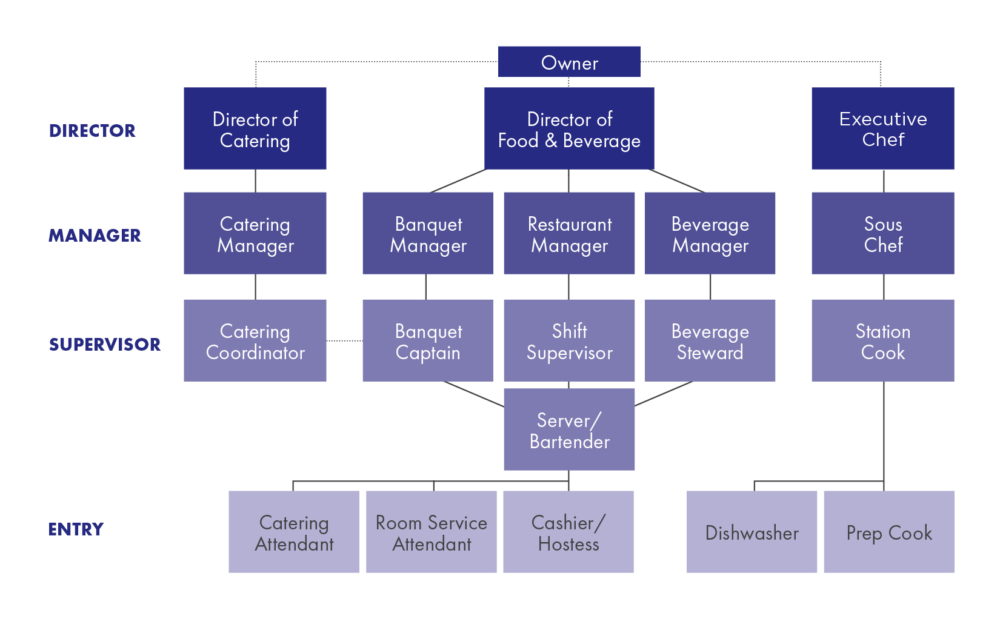 Owner
DIRECTOR
Director of
Catering
Director of
Food & Beverage
Executive
Chef
MANAGER
Catering
Manager
Banquet
Manager
Restaurant
Manager
Beverage
Manager
Sous
Chef
SUPERVISOR
Catering
Coordinator
Banquet
Captain
Shift
Supervisor
Beverage
Steward
Station
Cook
Server/
Bartender
ENTRY
Catering
Attendant
Room Service
Attendant
Cashier/
Hostess
Dishwasher
Prep Cook